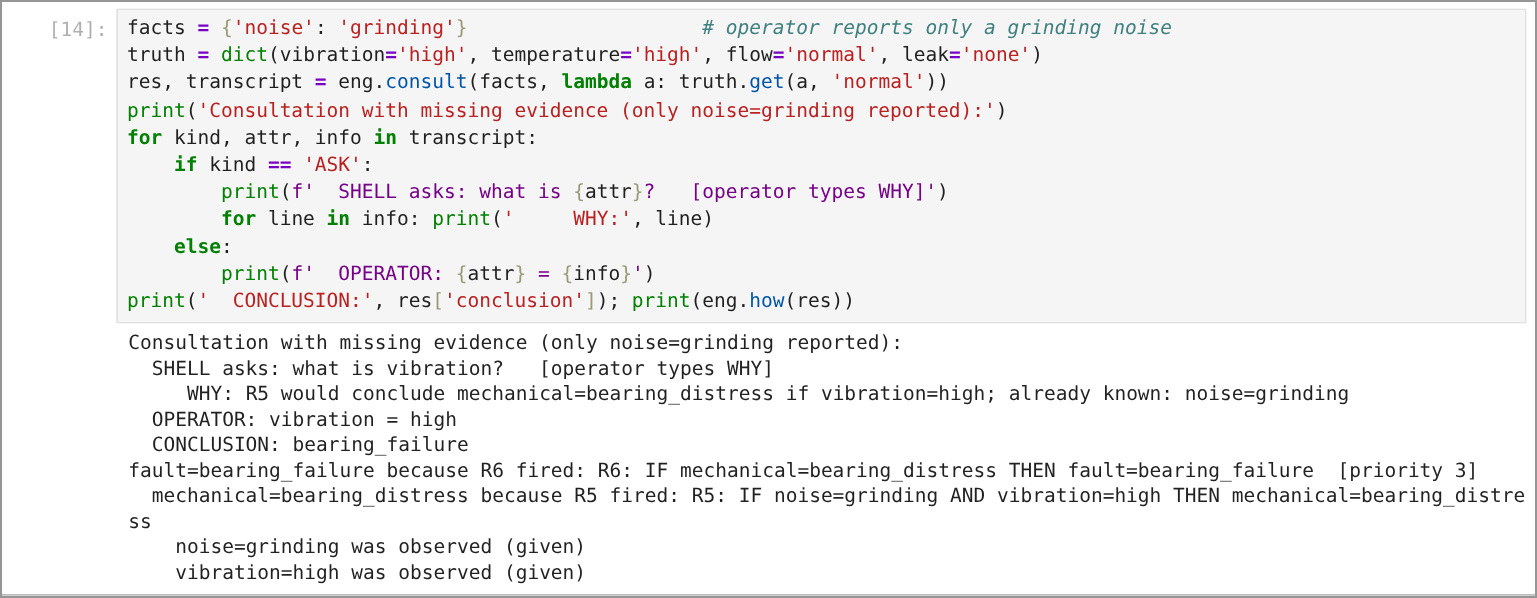 [14]: facts = {'noise': 'grinding'}                    # operator reports only a grinding noise
truth = dict(vibration='high', temperature='high', flow='normal', leak='none')
res, transcript = eng.consult(facts, lambda a: truth.get(a, 'normal'))
print('Consultation with missing evidence (only noise=grinding reported):')
for kind, attr, info in transcript:
    if kind == 'ASK':
        print(f'  SHELL asks: what is {attr}?   [operator types WHY]')
        for line in info: print('     WHY:', line)
    else:
        print(f'  OPERATOR: {attr} = {info}')
print('  CONCLUSION:', res['conclusion']); print(eng.how(res))
Consultation with missing evidence (only noise=grinding reported):
  SHELL asks: what is vibration?   [operator types WHY]
     WHY: R5 would conclude mechanical=bearing_distress if vibration=high; already known: noise=grinding
  OPERATOR: vibration = high
  CONCLUSION: bearing_failure
fault=bearing_failure because R6 fired: R6: IF mechanical=bearing_distress THEN fault=bearing_failure  [priority 3]
  mechanical=bearing_distress because R5 fired: R5: IF noise=grinding AND vibration=high THEN mechanical=bearing_distre
ss
    noise=grinding was observed (given)
    vibration=high was observed (given)